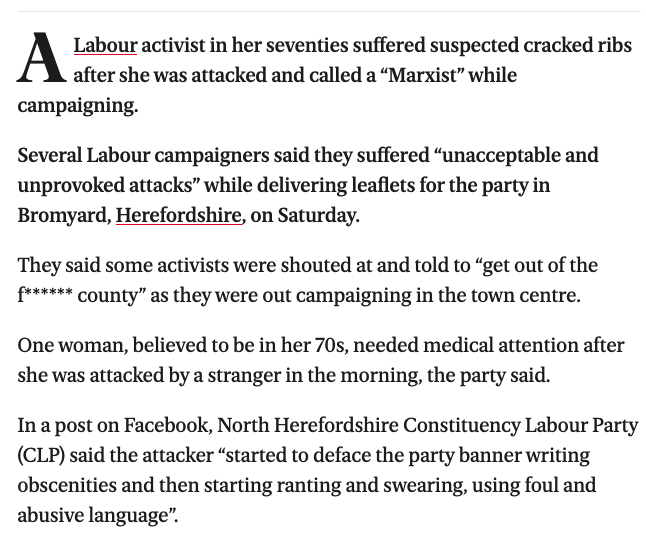 A Labour activist in her seventies suffered suspected cracked ribs
after she was attacked and called a “Marxist” while
campaigning.
Several Labour campaigners said they suffered “unacceptable and
unprovoked attacks” while delivering leaflets for the party in
Bromyard, Herefordshire, on Saturday.
They said some activists were shouted at and told to “get out of the
f****** county” as they were out campaigning in the town centre.
One woman, believed to be in her 70s, needed medical attention after
she was attacked by a stranger in the morning, the party said.
In a post on Facebook, North Herefordshire Constituency Labour Party
(CLP) said the attacker “started to deface the party banner writing
obscenities and then starting ranting and swearing, using foul and
abusive language”.